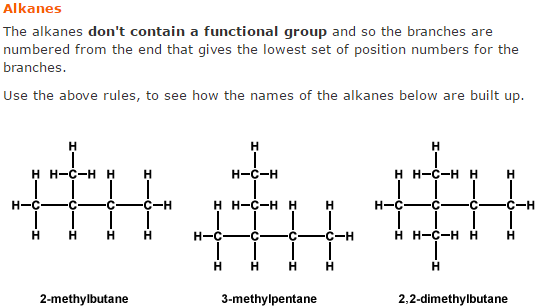 Alkanes
The alkanes don't contain a functional group and so the branches are
numbered from the end that gives the lowest set of position numbers for the
branches.
Use the above rules, to see how the names of the alkanes below are built up.
H H H
H H-C-H H H H-C-H H H-C-H H H
H-C-C-C-C-H H H-C-H H H H-C-C-C-C-H
H H H H H-C-C-C-C-H H H-C-H H H
H H H H H
2-methylbutane 3-methylpentane 2,2-dimethylbutane